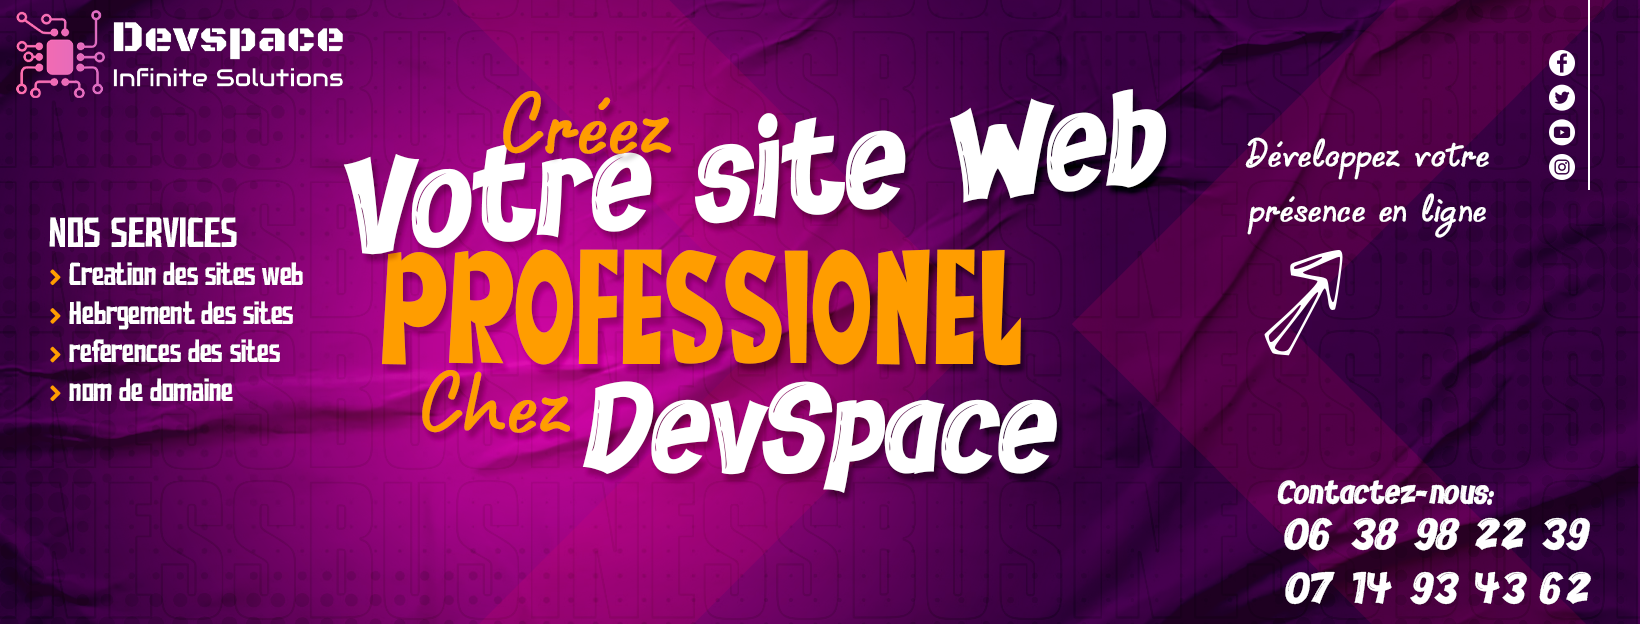 Devspace
Infinite Solutions
Créez
Votre site Web
PROFESSIONEL
Chez DevSpace
NOS SERVICES
Creation des sites web
Hebrgement des sites
references des sites
nom de domaine
Développez votre
présence en ligne
Contactez-nous:
06 38 98 22 39
07 14 93 43 62